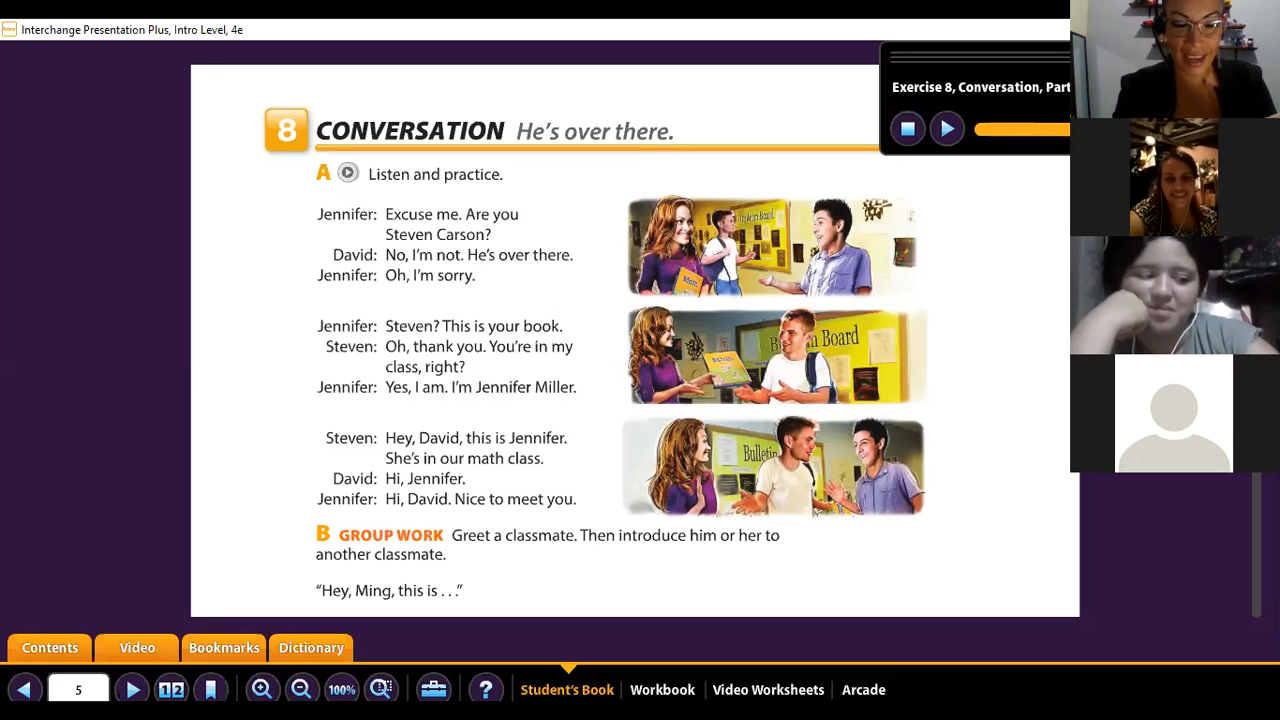 Interchange Presentation Plus, Intro Level, 4e
Exercise 8, Conversation, Part
8 CONVERSATION He's over there.
A Listen and practice.
Jennifer: Excuse me. Are you
Steven Carson?
David: No, I'm not. He's over there.
Jennifer: Oh, I'm sorry.
Jennifer: Steven? This is your book.
Steven: Oh, thank you. You're in my
class, right?
Jennifer: Yes, I am. I'm Jennifer Miller.
Steven: Hey, David, this is Jennifer.
She's in our math class.
David: Hi, Jennifer.
Jennifer: Hi, David. Nice to meet you.
B GROUP WORK Greet a classmate. Then introduce him or her to
another classmate.
"Hey, Ming, this is . . ."
Contents Video Bookmarks Dictionary
5 1 2 100% ? Student's Book Workbook Video Worksheets Arcade